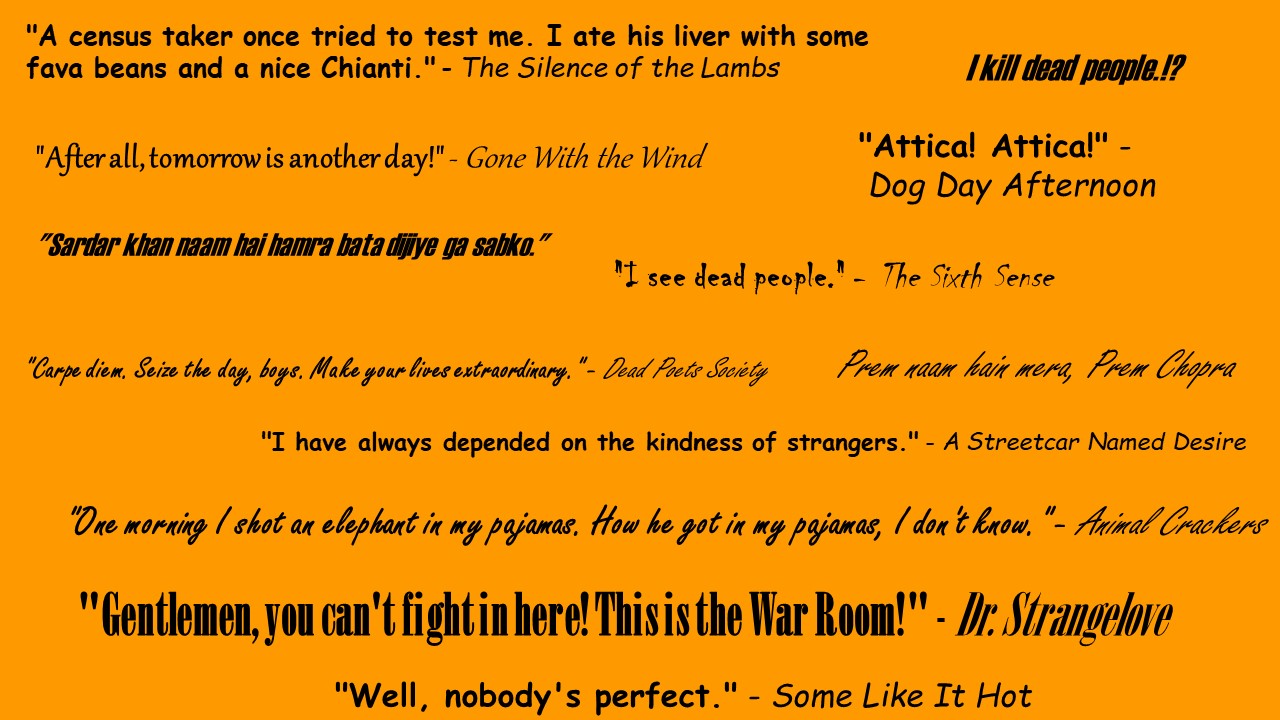 "A census taker once tried to test me. I ate his liver with some
fava beans and a nice Chianti." - The Silence of the Lambs
I kill dead people.!?
"After all, tomorrow is another day!" - Gone With the Wind
"Attica! Attica!" -
Dog Day Afternoon
"Sardar khan naam hai hamra bata dijiye ga sabko."
"I see dead people." - The Sixth Sense
"Carpe diem. Seize the day, boys. Make your lives extraordinary." - Dead Poets Society
Prem naam hain mera, Prem Chopra
"I have always depended on the kindness of strangers." - A Streetcar Named Desire
"One morning I shot an elephant in my pajamas. How he got in my pajamas, I don't know." - Animal Crackers
"Gentlemen, you can't fight in here! This is the War Room!" - Dr. Strangelove
"Well, nobody's perfect." - Some Like It Hot